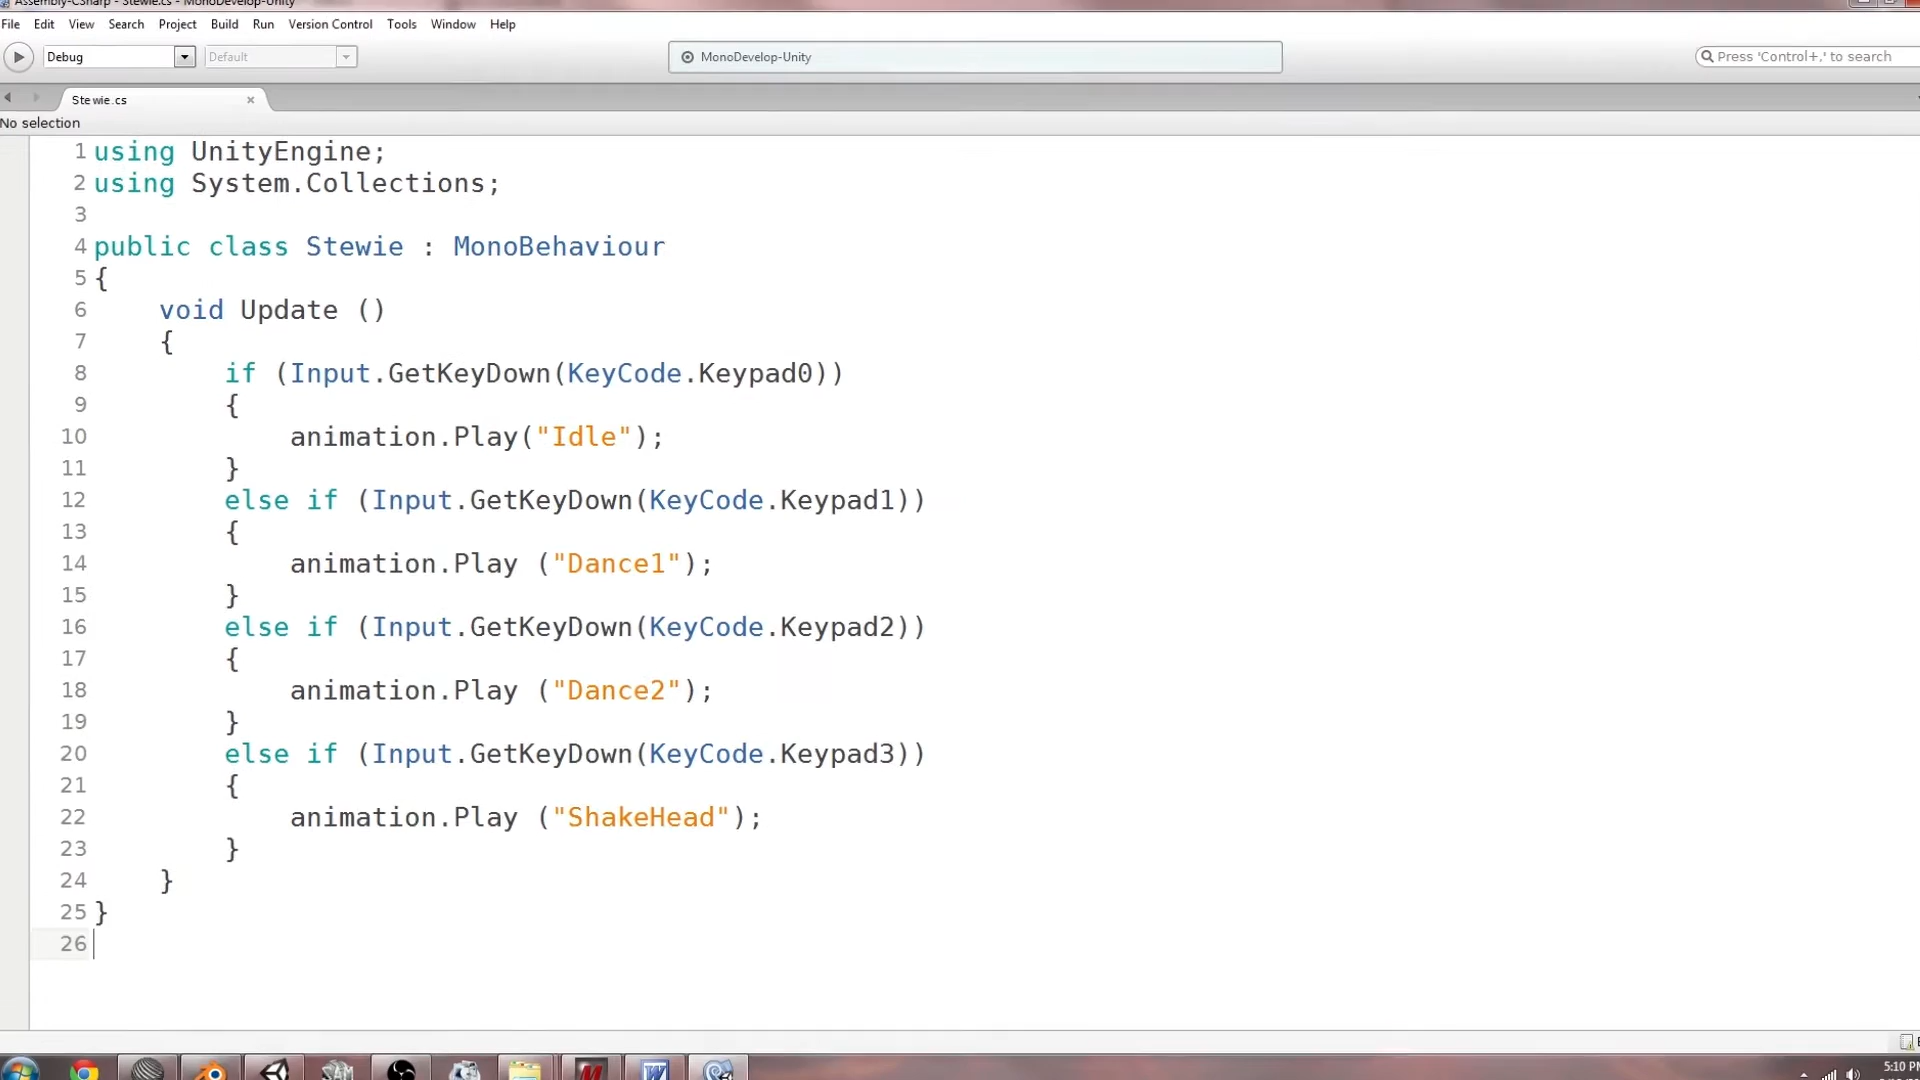 Assembly-CSharp - Stewie.cs - MonoDevelop-Unity
File Edit View Search Project Build Run Version Control Tools Window Help
Debug Default MonoDevelop-Unity Press 'Control+,' to search
Stewie.cs
No selection
1 using UnityEngine;
2 using System.Collections;
3
4 public class Stewie : MonoBehaviour
5 {
6 void Update ()
7 {
8 if (Input.GetKeyDown(KeyCode.Keypad0))
9 {
10 animation.Play("Idle");
11 }
12 else if (Input.GetKeyDown(KeyCode.Keypad1))
13 {
14 animation.Play ("Dance1");
15 }
16 else if (Input.GetKeyDown(KeyCode.Keypad2))
17 {
18 animation.Play ("Dance2");
19 }
20 else if (Input.GetKeyDown(KeyCode.Keypad3))
21 {
22 animation.Play ("ShakeHead");
23 }
24 }
25 }
26
SAM W 5:10 PM